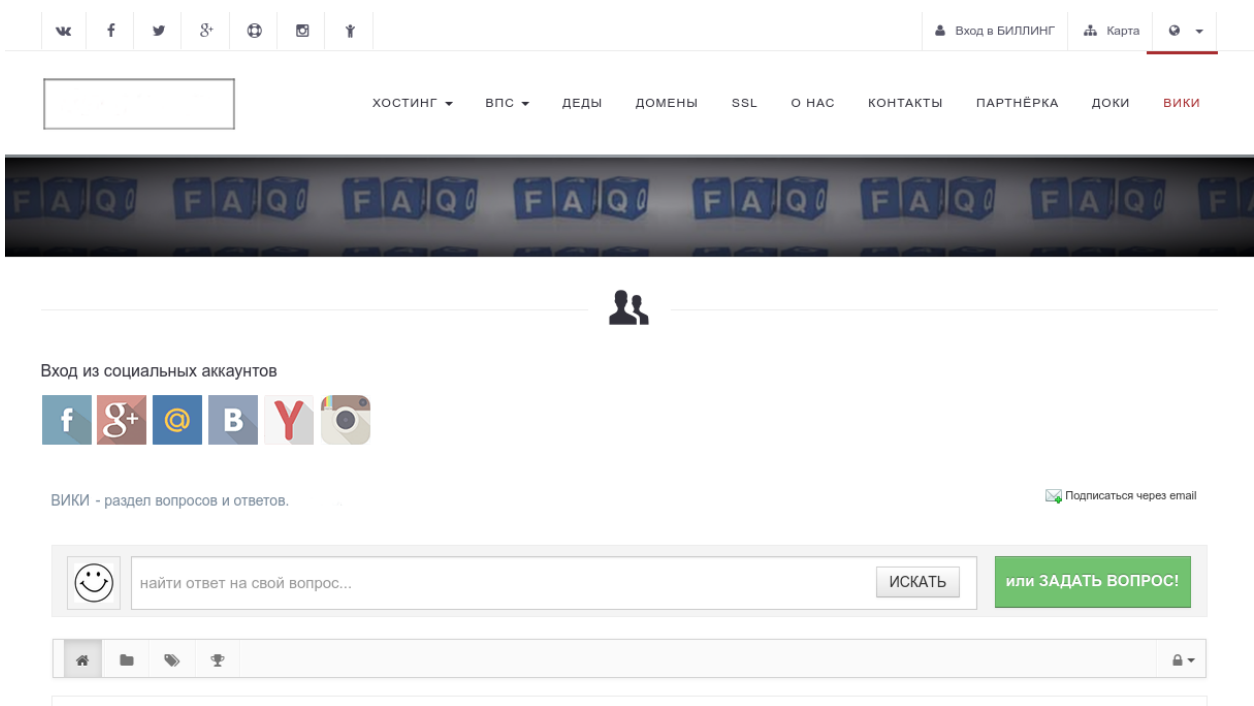 Вход в БИЛЛИНГ Карта
ХОСТИНГ ВПС ДЕДЫ ДОМЕНЫ SSL О НАС КОНТАКТЫ ПАРТНЁРКА ДОКИ ВИКИ
FAQ FAQ FAQ FAQ FAQ FAQ FAQ F
Вход из социальных аккаунтов
ВИКИ - раздел вопросов и ответов.
Подписаться через email
найти ответ на свой вопрос... ИСКАТЬ или ЗАДАТЬ ВОПРОС!